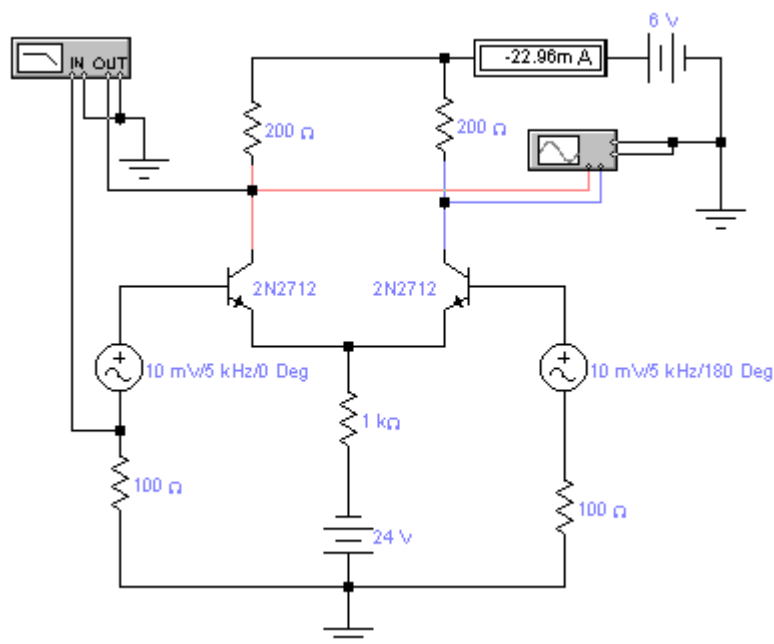 6 V
IN OUT
-22.96m A
200 Ω
200 Ω
2N2712
2N2712
10 mV/5 kHz/0 Deg
10 mV/5 kHz/180 Deg
1 kΩ
100 Ω
100 Ω
24 V